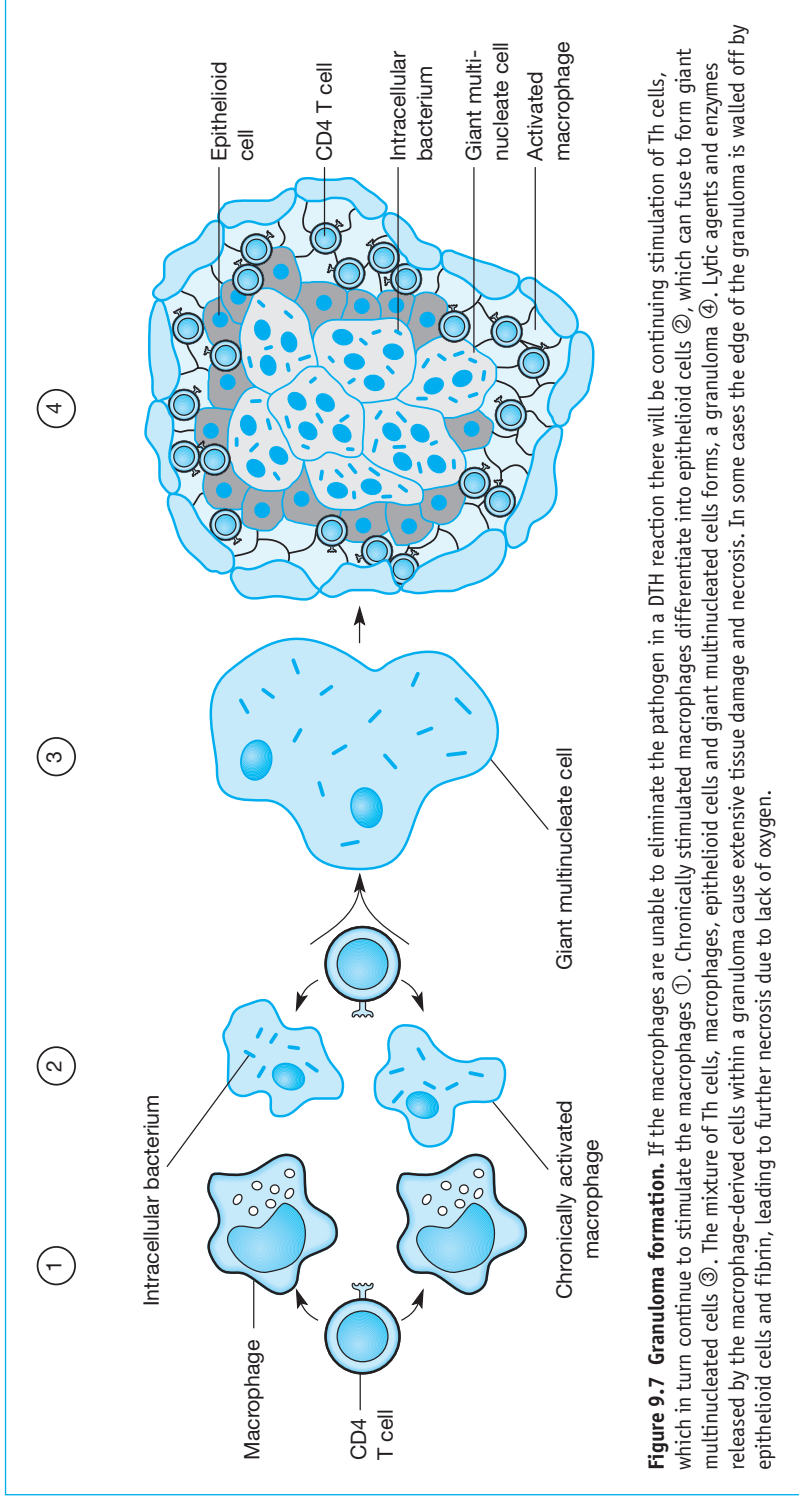 1
2
3
4
Macrophage
CD4
T cell
Intracellular bacterium
Chronically activated
macrophage
Giant multinucleate cell
Epithelioid
cell
CD4 T cell
Intracellular
bacterium
Giant multi-
nucleate cell
Activated
macrophage
Figure 9.7 Granuloma formation. If the macrophages are unable to eliminate the pathogen in a DTH reaction there will be continuing stimulation of Th cells,
which in turn continue to stimulate the macrophages ①. Chronically stimulated macrophages differentiate into epithelioid cells ②, which can fuse to form giant
multinucleated cells ③. The mixture of Th cells, macrophages, epithelioid cells and giant multinucleated cells forms, a granuloma ④. Lytic agents and enzymes
released by the macrophage-derived cells within a granuloma cause extensive tissue damage and necrosis. In some cases the edge of the granuloma is walled off by
epithelioid cells and fibrin, leading to further necrosis due to lack of oxygen.